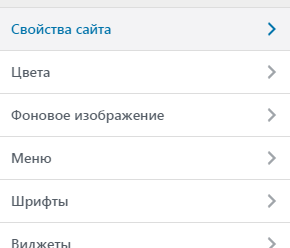 Свойства сайта
Цвета
Фоновое изображение
Меню
Шрифты
Виджеты